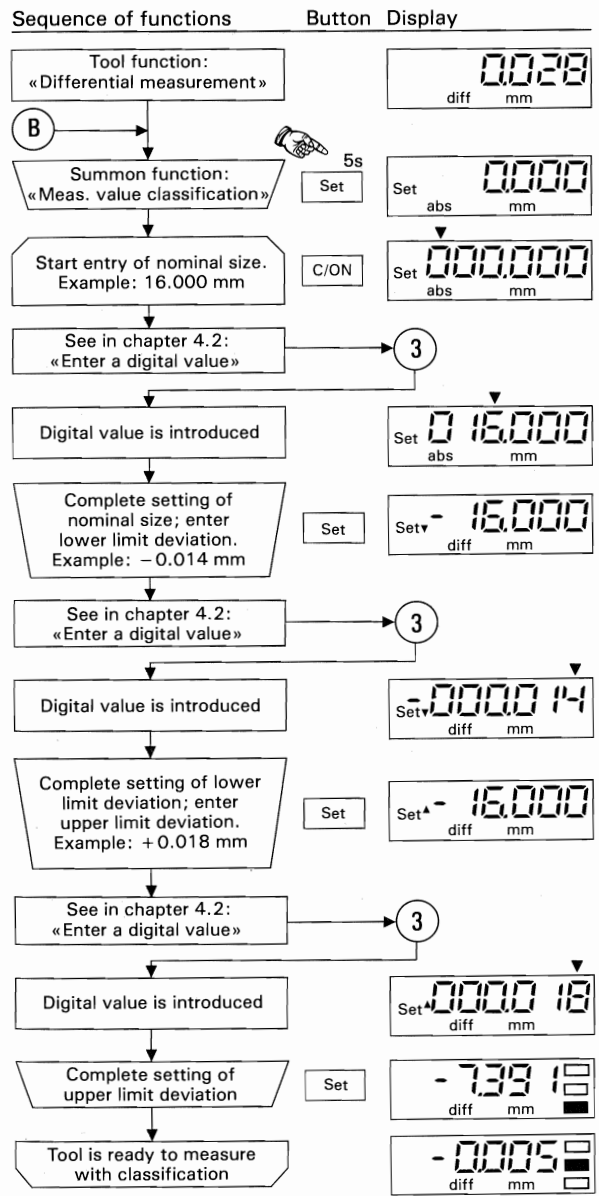 Sequence of functions Button Display
Tool function:
«Differential measurement»
0.028
diff mm
B
Summon function:
«Meas. value classification»
5s
Set
Set 0.000
abs mm
Start entry of nominal size.
Example: 16.000 mm
C/ON
Set 000.000
abs mm
See in chapter 4.2:
«Enter a digital value»
3
Digital value is introduced
Set 016.000
abs mm
Complete setting of
nominal size; enter
lower limit deviation.
Example: −0.014 mm
Set
Set▼- 16.000
diff mm
See in chapter 4.2:
«Enter a digital value»
3
Digital value is introduced
Set▼-000.014
diff mm
Complete setting of lower
limit deviation; enter
upper limit deviation.
Example: +0.018 mm
Set
Set▲- 16.000
diff mm
See in chapter 4.2:
«Enter a digital value»
3
Digital value is introduced
Set▲000.018
diff mm
Complete setting of
upper limit deviation
Set
-7.391
diff mm
Tool is ready to measure
with classification
-0.005
diff mm